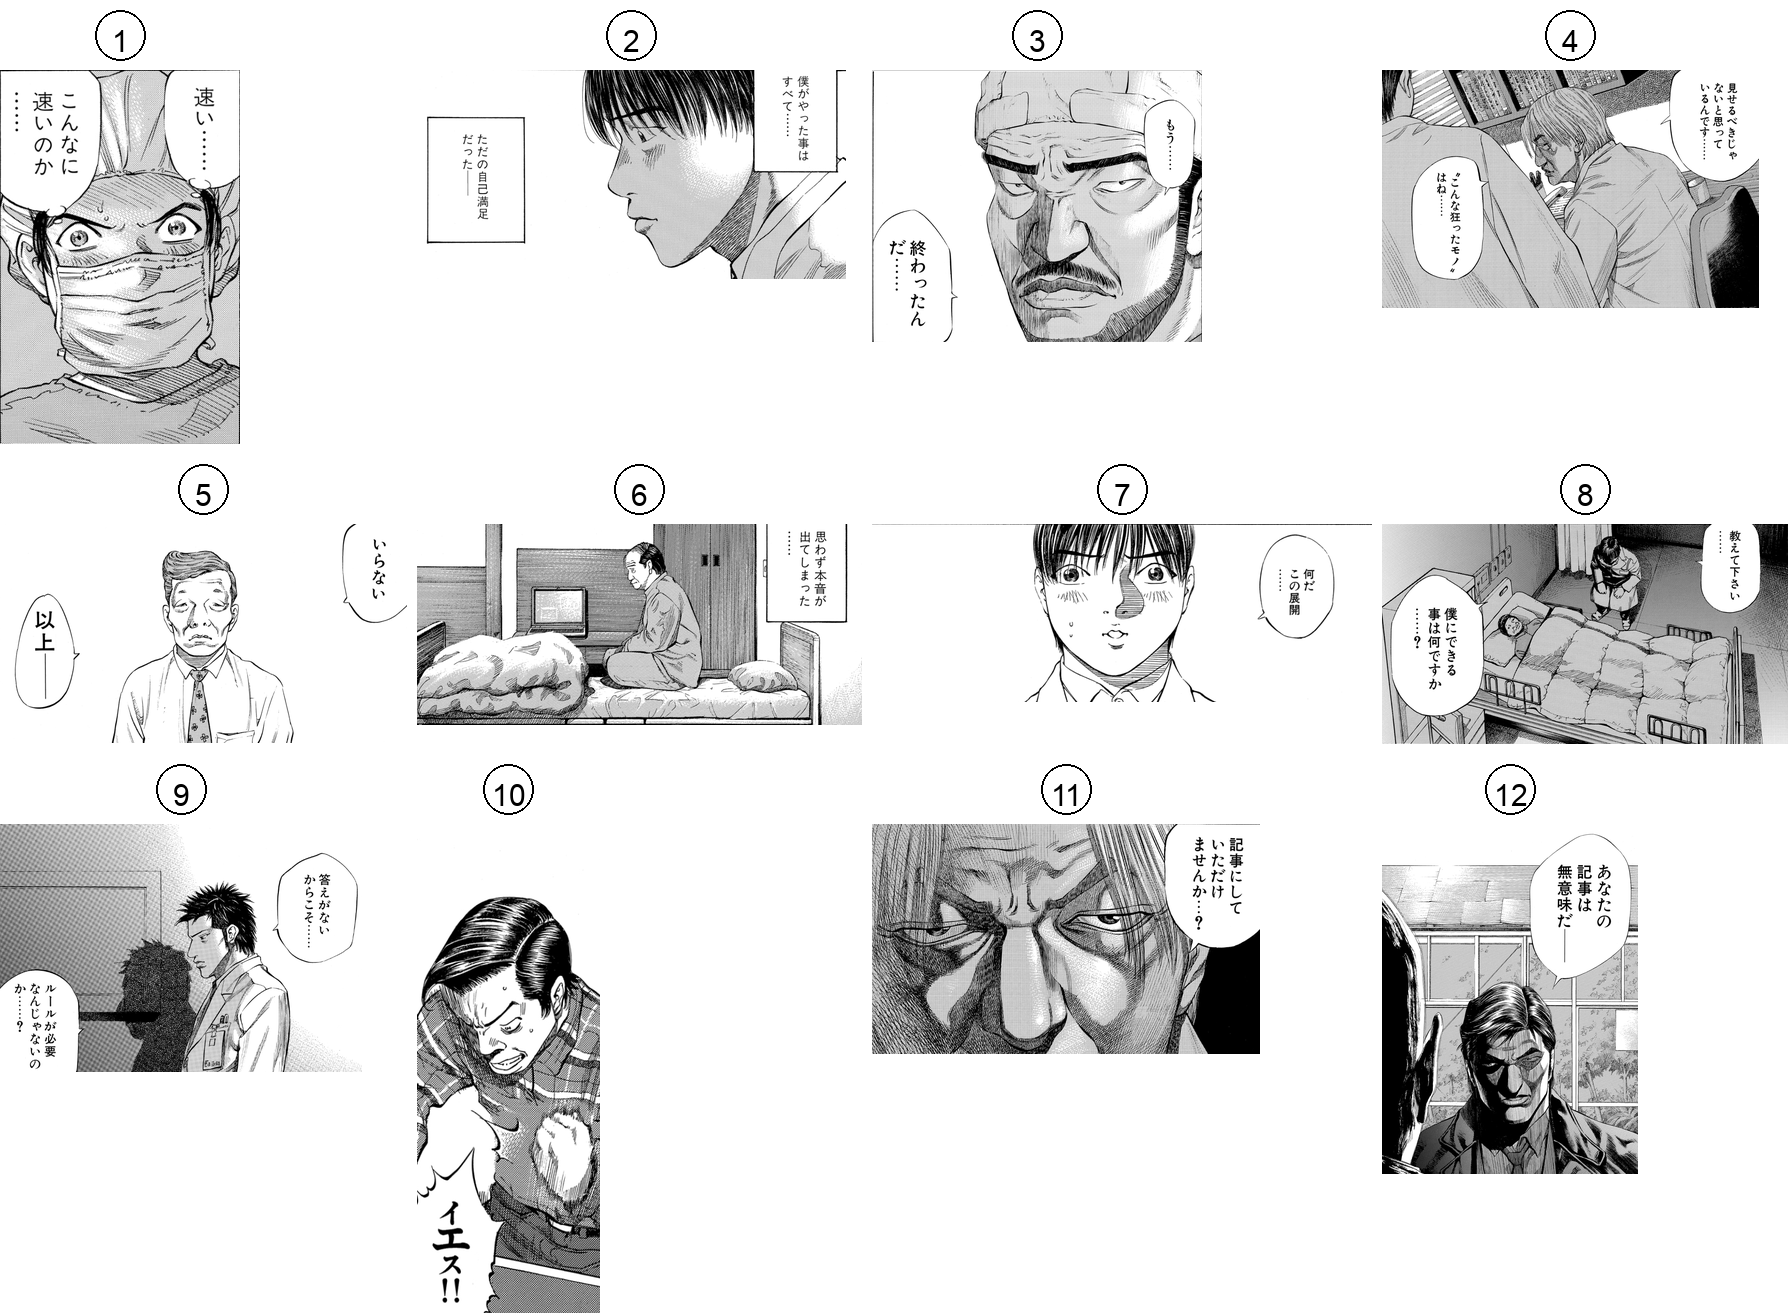 1
速い……
こんなに
速いのか
……
2
僕がやった事は
すべて……
ただの自己満足
だった――
3
もう……
終わったん
だ……
4
見せるべきじゃ
ないと思って
いるんです……
〝こんな狂ったモノ〟
はね……
5
いらない
以上――
6
思わず本音が
出てしまった
……
7
何だ
この展開
……
8
教えて下さい
……
僕にできる
事は何ですか
……?
9
答えがない
からこそ……
ルールが必要
なんじゃないの
か……?
10
イエス!!
11
記事にして
いただけ
ませんか…?
12
あなたの
記事は
無意味だ――